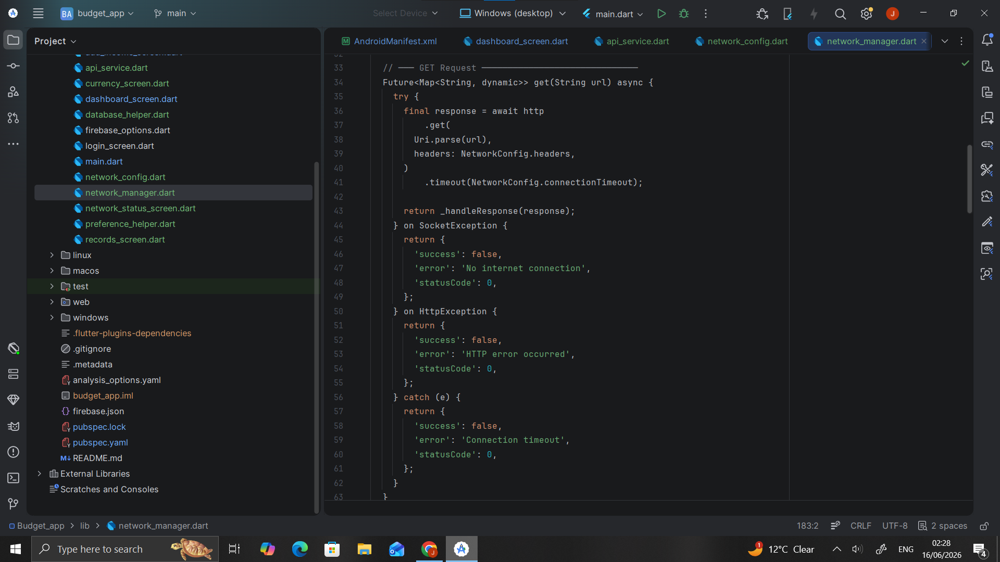 BA budget_app
main
Select Device
Windows (desktop)
main.dart
J
Project
AndroidManifest.xml
dashboard_screen.dart
api_service.dart
network_config.dart
network_manager.dart
api_service.dart
currency_screen.dart
dashboard_screen.dart
database_helper.dart
firebase_options.dart
login_screen.dart
main.dart
network_config.dart
network_manager.dart
network_status_screen.dart
preference_helper.dart
records_screen.dart
linux
macos
test
web
windows
.flutter-plugins-dependencies
.gitignore
.metadata
analysis_options.yaml
budget_app.iml
firebase.json
pubspec.lock
pubspec.yaml
README.md
External Libraries
Scratches and Consoles
33 // ─── GET Request ──────────────────────────────
34 Future<Map<String, dynamic>> get(String url) async {
35 try {
36 final response = await http
37 .get(
38 Uri.parse(url),
39 headers: NetworkConfig.headers,
40 )
41 .timeout(NetworkConfig.connectionTimeout);
42
43 return _handleResponse(response);
44 } on SocketException {
45 return {
46 'success': false,
47 'error': 'No internet connection',
48 'statusCode': 0,
49 };
50 } on HttpException {
51 return {
52 'success': false,
53 'error': 'HTTP error occurred',
54 'statusCode': 0,
55 };
56 } catch (e) {
57 return {
58 'success': false,
59 'error': 'Connection timeout',
60 'statusCode': 0,
61 };
62 }
63 }
Budget_app > lib > network_manager.dart
183:2 CRLF UTF-8 2 spaces
Type here to search
1 12°C Clear
ENG
02:28
16/06/2026
4